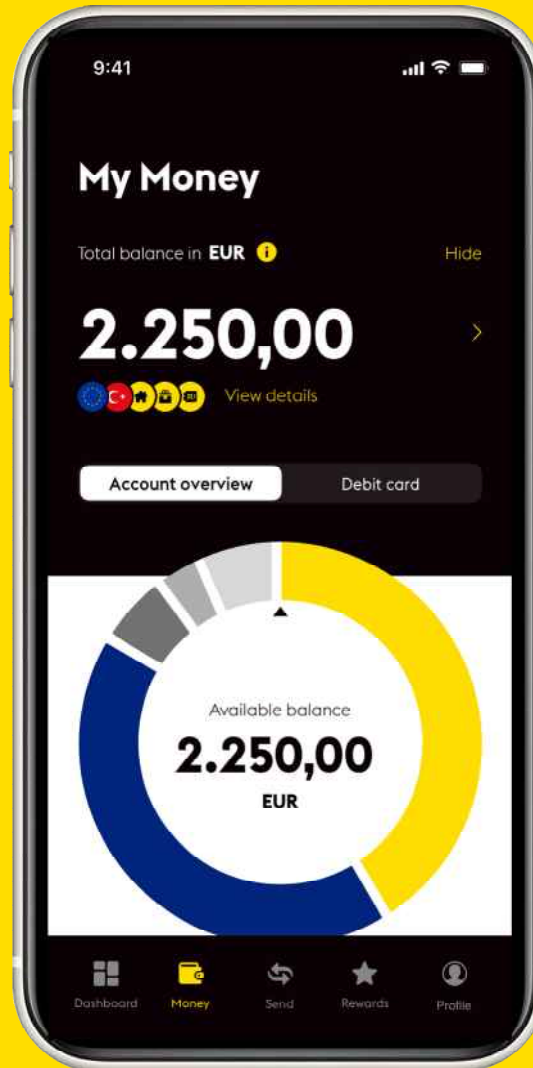 9:41
My Money
Total balance in EUR i
Hide
2.250,00
View details
Account overview
Debit card
Available balance
2.250,00
EUR
Dashboard
Money
Send
Rewards
Profile